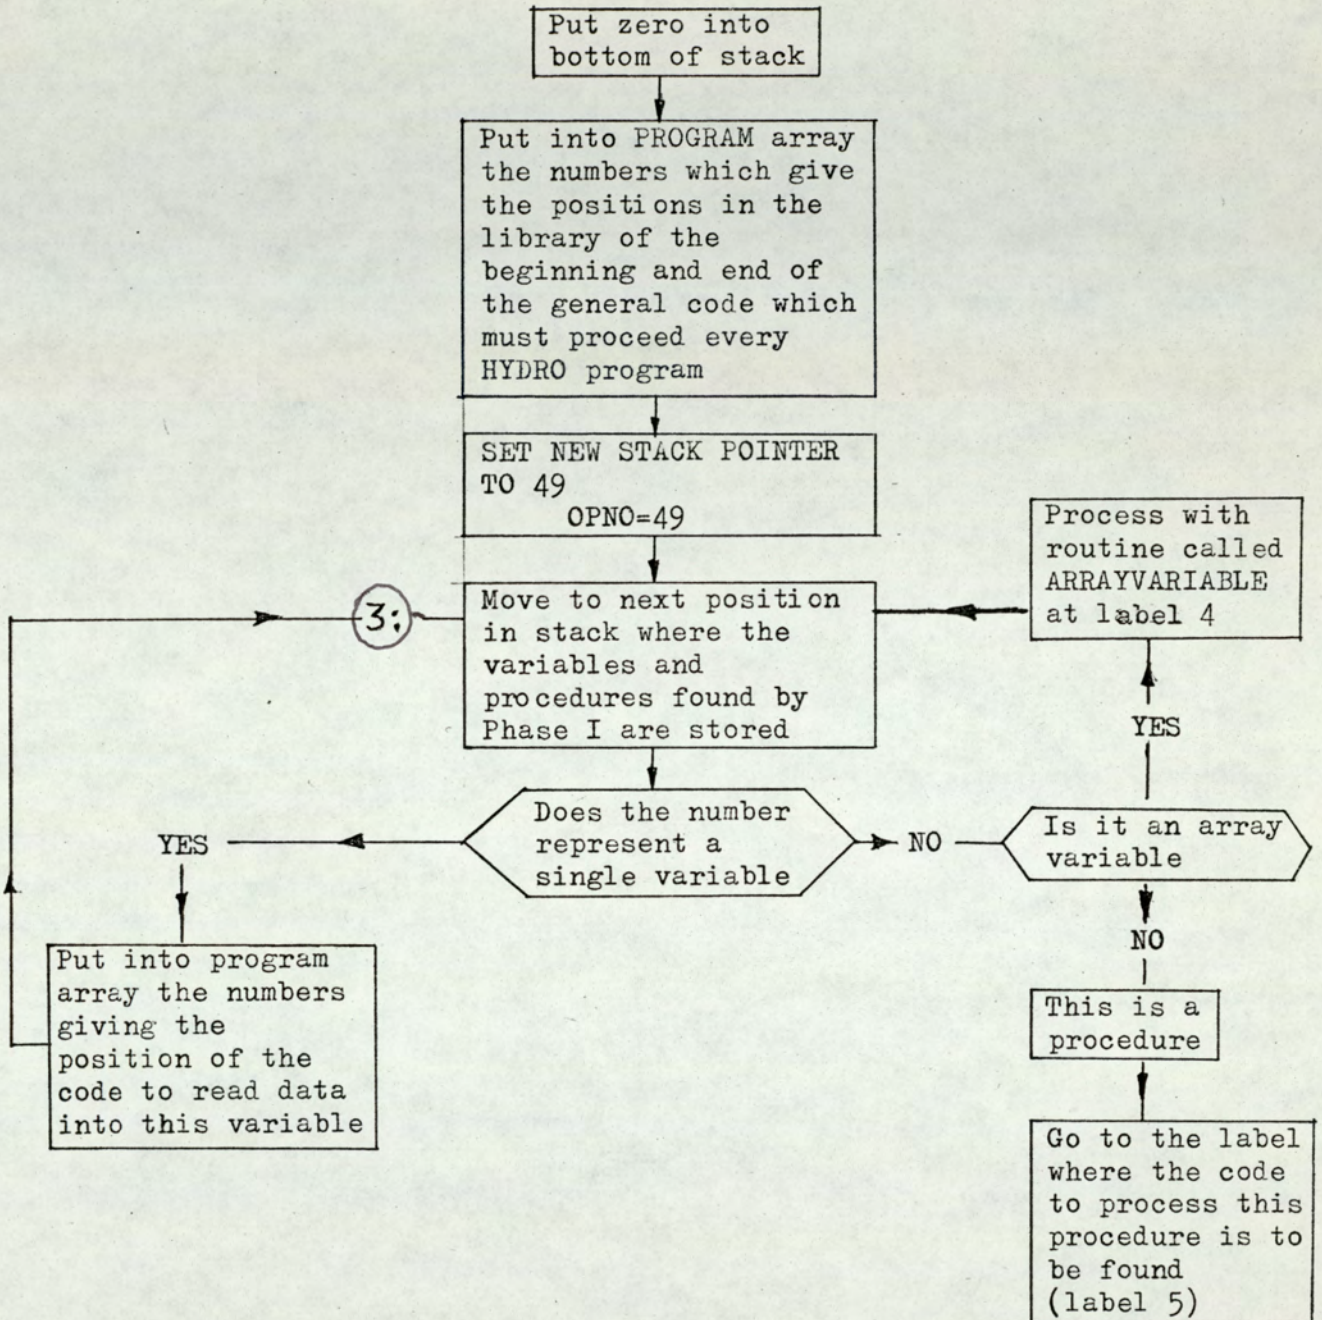 Put zero into
bottom of stack
Put into PROGRAM array
the numbers which give
the positions in the
library of the
beginning and end of
the general code which
must proceed every
HYDRO program
SET NEW STACK POINTER
TO 49
OPNO=49
Process with
routine called
ARRAYVARIABLE
at label 4
3:
Move to next position
in stack where the
variables and
procedures found by
Phase I are stored
YES
Does the number
represent a
single variable
YES
NO
Is it an array
variable
NO
Put into program
array the numbers
giving the
position of the
code to read data
into this variable
This is a
procedure
Go to the label
where the code
to process this
procedure is to
be found
(label 5)